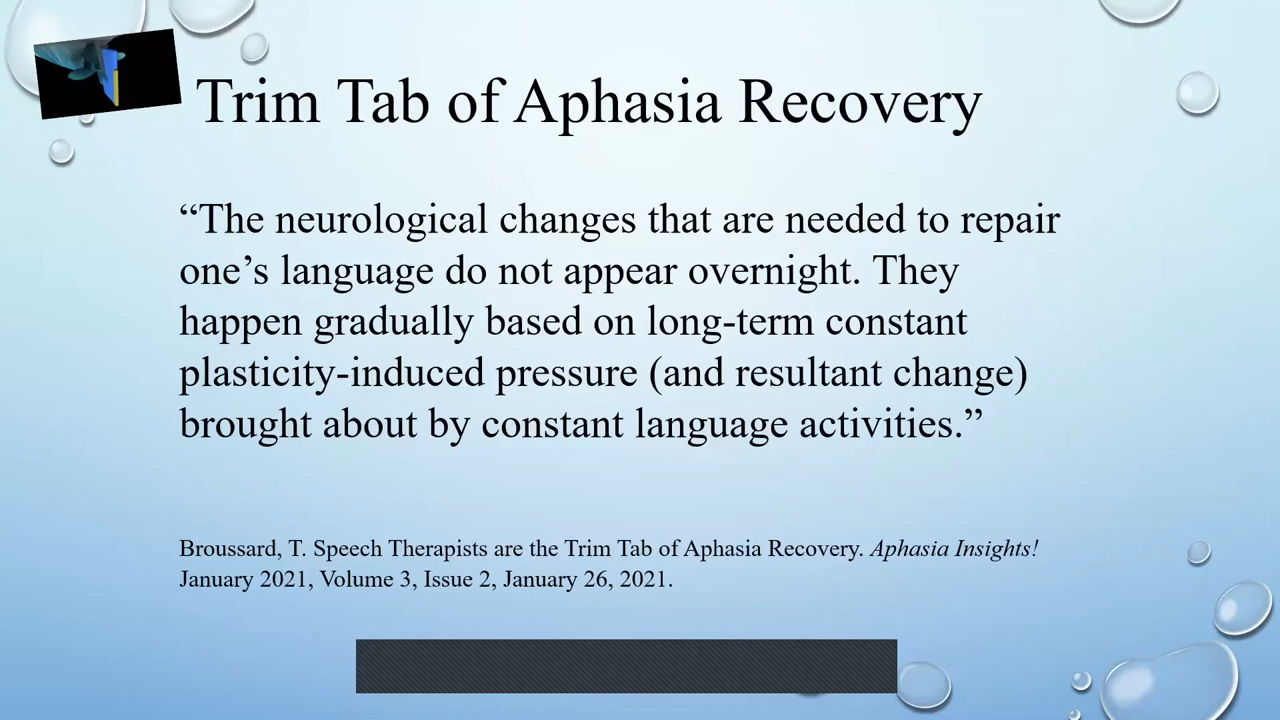 Trim Tab of Aphasia Recovery
“The neurological changes that are needed to repair
one’s language do not appear overnight. They
happen gradually based on long-term constant
plasticity-induced pressure (and resultant change)
brought about by constant language activities.”
Broussard, T. Speech Therapists are the Trim Tab of Aphasia Recovery. Aphasia Insights!
January 2021, Volume 3, Issue 2, January 26, 2021.